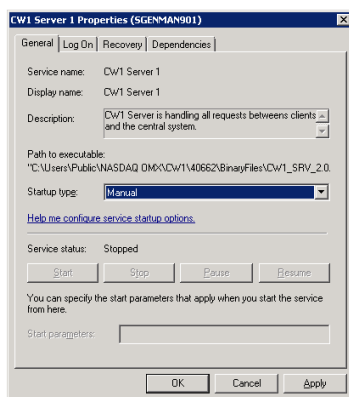 CW1 Server 1 Properties (SGENMAN901)
General Log On Recovery Dependencies
Service name: CW1 Server 1
Display name: CW1 Server 1
Description: CW1 Server is handling all requests betweens clients
and the central system.
Path to executable:
"C:\Users\Public\NASDAQ OMX\CW1\40662\BinaryFiles\CW1_SRV_2.0.
Startup type: Manual
Help me configure service startup options.
Service status: Stopped
Start Stop Pause Resume
You can specify the start parameters that apply when you start the service
from here.
Start parameters:
OK Cancel Apply